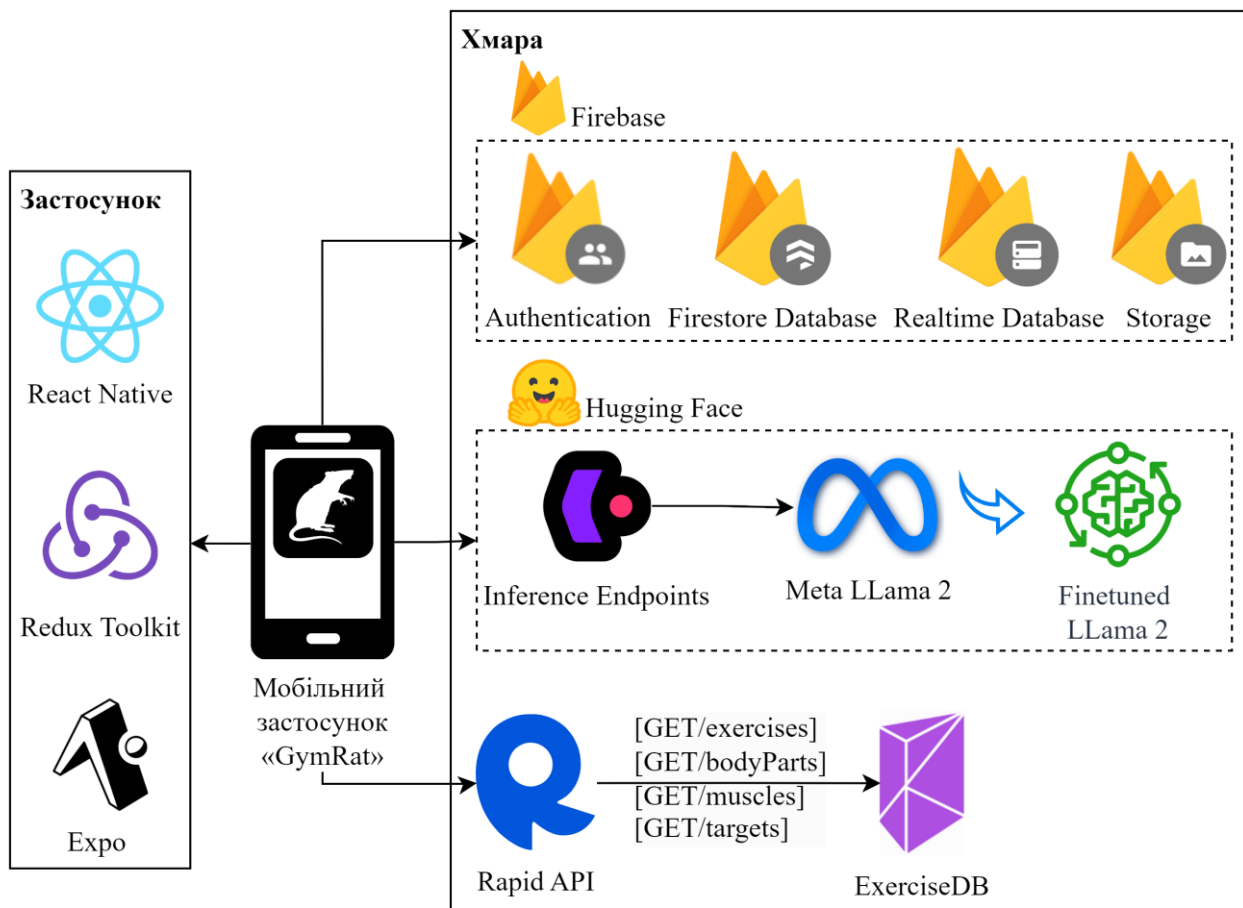 Хмара
Firebase
Authentication
Firestore Database
Realtime Database
Storage
Застосунок
React Native
Redux Toolkit
Expo
Мобільний
застосунок
«GymRat»
Hugging Face
Inference Endpoints
Meta LLama 2
Finetuned
LLama 2
[GET/exercises]
[GET/bodyParts]
[GET/muscles]
[GET/targets]
Rapid API
ExerciseDB